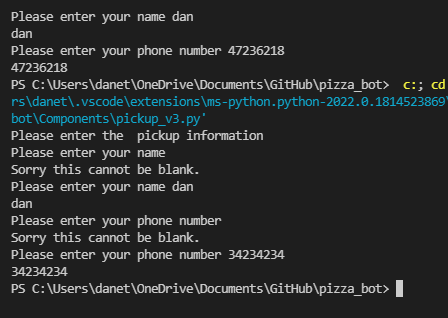 Please enter your name dan
dan
Please enter your phone number 47236218
47236218
PS C:\Users\danet\OneDrive\Documents\GitHub\pizza_bot>  c:; cd
rs\danet\.vscode\extensions\ms-python.python-2022.0.1814523869\
bot\Components\pickup_v3.py'
Please enter the  pickup information
Please enter your name
Sorry this cannot be blank.
Please enter your name dan
dan
Please enter your phone number
Sorry this cannot be blank.
Please enter your phone number 34234234
34234234
PS C:\Users\danet\OneDrive\Documents\GitHub\pizza_bot>